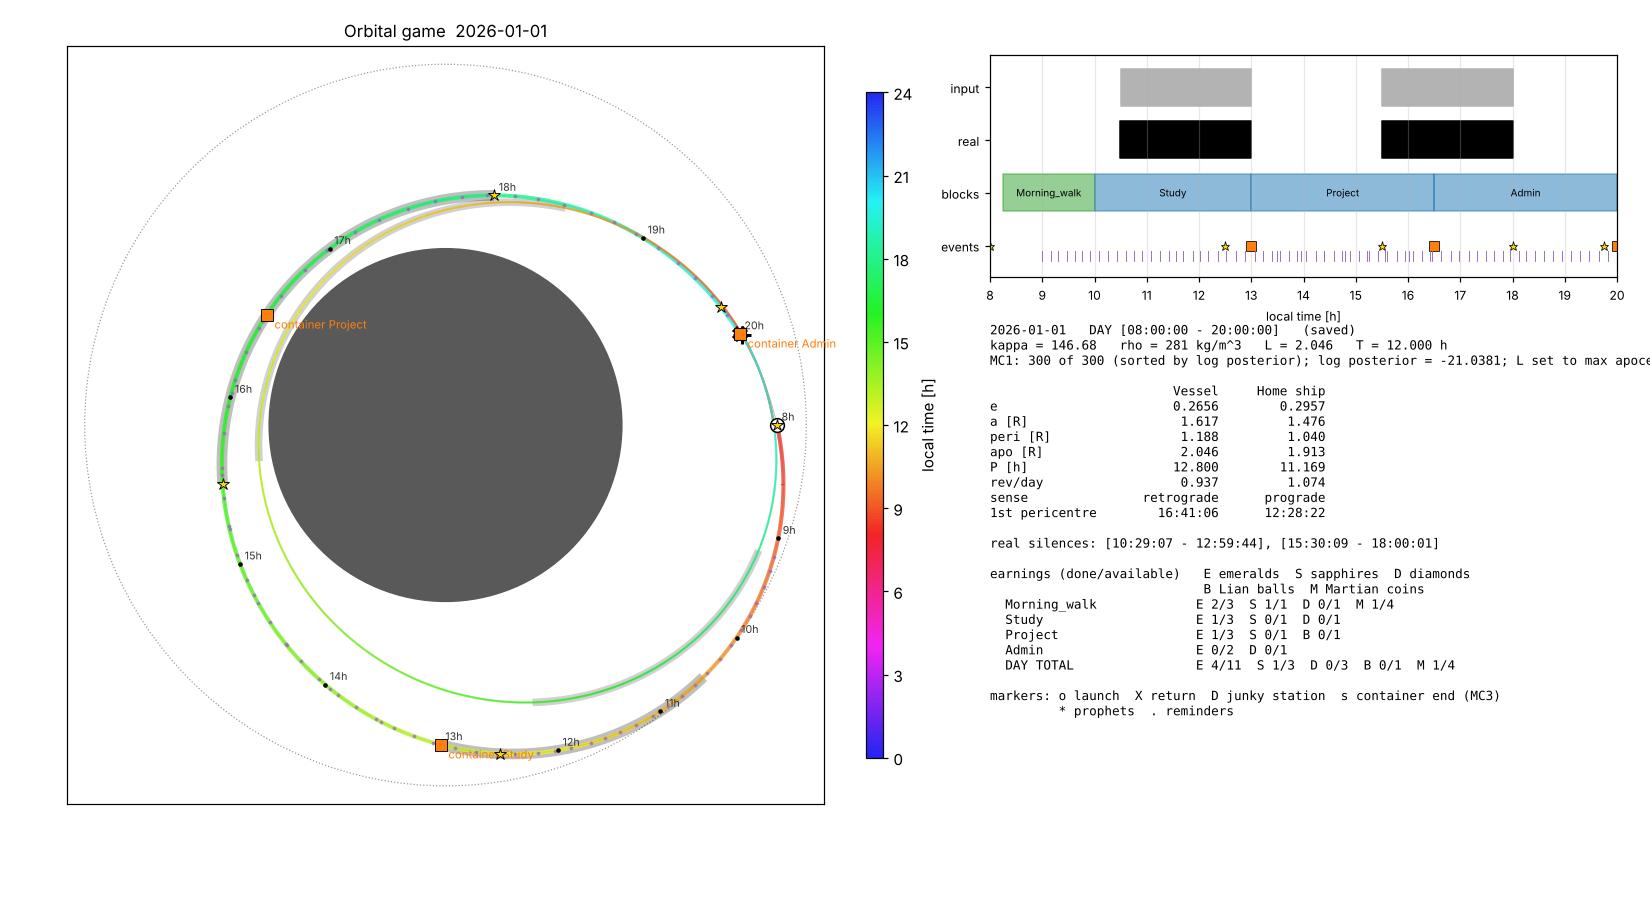 Orbital game  2026-01-01
18h
17h
19h
container Project
20h
container Admin
16h
8h
15h
9h
14h
10h
13h
11h
12h
container Study
24
21
18
15
12
9
6
3
0
local time [h]
input
real
blocks
Morning_walk
Study
Project
Admin
events
8 9 10 11 12 13 14 15 16 17 18 19 20
local time [h]
2026-01-01   DAY [08:00:00 - 20:00:00]   (saved)
kappa = 146.68   rho = 281 kg/m^3   L = 2.046   T = 12.000 h
MC1: 300 of 300 (sorted by log posterior); log posterior = -21.0381; L set to max apoce
Vessel     Home ship
e                       0.2656        0.2957
a [R]                    1.617         1.476
peri [R]                 1.188         1.040
apo [R]                  2.046         1.913
P [h]                   12.800        11.169
rev/day                  0.937         1.074
sense               retrograde      prograde
1st pericentre        16:41:06      12:28:22
real silences: [10:29:07 - 12:59:44], [15:30:09 - 18:00:01]
earnings (done/available)   E emeralds  S sapphires  D diamonds
B Lian balls  M Martian coins
Morning_walk             E 2/3  S 1/1  D 0/1  M 1/4
Study                    E 1/3  S 0/1  D 0/1
Project                  E 1/3  S 0/1  B 0/1
Admin                    E 0/2  D 0/1
DAY TOTAL                E 4/11  S 1/3  D 0/3  B 0/1  M 1/4
markers: o launch  X return  D junky station  s container end (MC3)
* prophets  . reminders